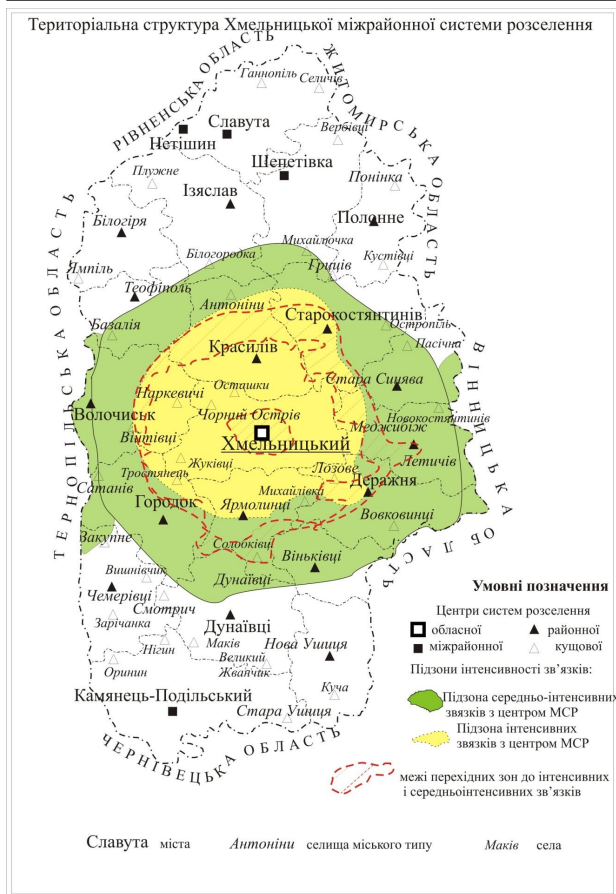 Територіальна структура Хмельницької міжрайонної системи розселення
РІВНЕНСЬКА ОБЛАСТЬ
ЖИТОМИРСЬКА ОБЛАСТЬ
Ганнопіль
Селичів
Славута
Нетішин
Вербівці
Шепетівка
Плужне
Понінка
Ізяслав
Полонне
Білогіря
Михайлючка
Білогородка
Гриців
Кустівці
Ямпіль
Теофіполь
Антоніни
Старокостянтинів
Базалія
Остропіль
Красилів
Пасічна
Осташки
Стара Синява
Наркевичі
Волочиськ
Чорний Острів
Новокостянтинів
Війтівці
Меджибіж
Хмельницький
Летичів
Жуківці
Лозове
Тростянець
Деражня
Сатанів
Михайлівка
Городок
Ярмолинці
Вовковинці
Закупне
Солобківці
Віньківці
Вишнівчик
Дунаївці
Чемерівці
Смотрич
Зарічанка
Дунаївці
Нігин
Маків
Нова Ушиця
Оринин
Великий
Жванчик
Куча
Камянець-Подільський
Стара Ушиця
ТЕРНОПІЛЬСЬКА ОБЛАСТЬ
ВІННИЦЬКА ОБЛАСТЬ
ЧЕРНІВЕЦЬКА ОБЛАСТЬ
Умовні позначення
Центри систем розселення
обласної районної
міжрайонної кущової
Підзони інтенсивності зв’язків:
Підзона середньо-інтенсивних
звязків з центром МСР
Підзона інтенсивних
звязків з центром МСР
межі перехідних зон до інтенсивних
і середньоінтенсивних зв’язків
Славута міста Антоніни селища міського типу Маків села